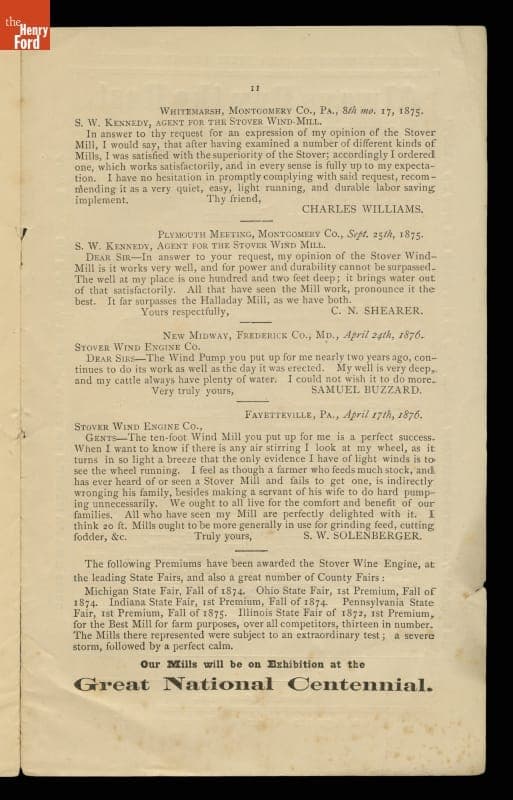 the
Henry
Ford
11
Whitemarsh, Montgomery Co., Pa., 8th mo. 17, 1875.
S. W. Kennedy, agent for the Stover Wind-Mill.
In answer to thy request for an expression of my opinion of the Stover
Mill, I would say, that after having examined a number of different kinds of
Mills, I was satisfied with the superiority of the Stover; accordingly I ordered
one, which works satisfactorily, and in every sense is fully up to my expecta-
tion. I have no hesitation in promptly complying with said request, recom-
mending it as a very quiet, easy, light running, and durable labor saving
implement. Thy friend,
CHARLES WILLIAMS.
Plymouth Meeting, Montgomery Co., Sept. 25th, 1875.
S. W. Kennedy, Agent for the Stover Wind Mill.
Dear Sir—In answer to your request, my opinion of the Stover Wind-
Mill is it works very well, and for power and durability cannot be surpassed.
The well at my place is one hundred and two feet deep; it brings water out
of that satisfactorily. All that have seen the Mill work, pronounce it the
best. It far surpasses the Halladay Mill, as we have both.
Yours respectfully, C. N. SHEARER.
New Midway, Frederick Co., Md., April 24th, 1876.
Stover Wind Engine Co.
Dear Sirs—The Wind Pump you put up for me nearly two years ago, con-
tinues to do its work as well as the day it was erected. My well is very deep,
and my cattle always have plenty of water. I could not wish it to do more.
Very truly yours, SAMUEL BUZZARD.
Fayetteville, Pa., April 17th, 1876.
Stover Wind Engine Co.,
Gents—The ten-foot Wind Mill you put up for me is a perfect success.
When I want to know if there is any air stirring I look at my wheel, as it
turns in so light a breeze that the only evidence I have of light winds is to
see the wheel running. I feel as though a farmer who feeds much stock, and
has ever heard of or seen a Stover Mill and fails to get one, is indirectly
wronging his family, besides making a servant of his wife to do hard pump-
ing unnecessarily. We ought to all live for the comfort and benefit of our
families. All who have seen my Mill are perfectly delighted with it. I
think 20 ft. Mills ought to be more generally in use for grinding feed, cutting
fodder, &c. Truly yours, S. W. SOLENBERGER.
The following Premiums have been awarded the Stover Wine Engine, at
the leading State Fairs, and also a great number of County Fairs:
Michigan State Fair, Fall of 1874. Ohio State Fair, 1st Premium, Fall of
1874. Indiana State Fair, 1st Premium, Fall of 1874. Pennsylvania State
Fair, 1st Premium, Fall of 1875. Illinois State Fair of 1872, 1st Premium,
for the Best Mill for farm purposes, over all competitors, thirteen in number.
The Mills there represented were subject to an extraordinary test; a severe
storm, followed by a perfect calm.
Our Mills will be on Exhibition at the
Great National Centennial.